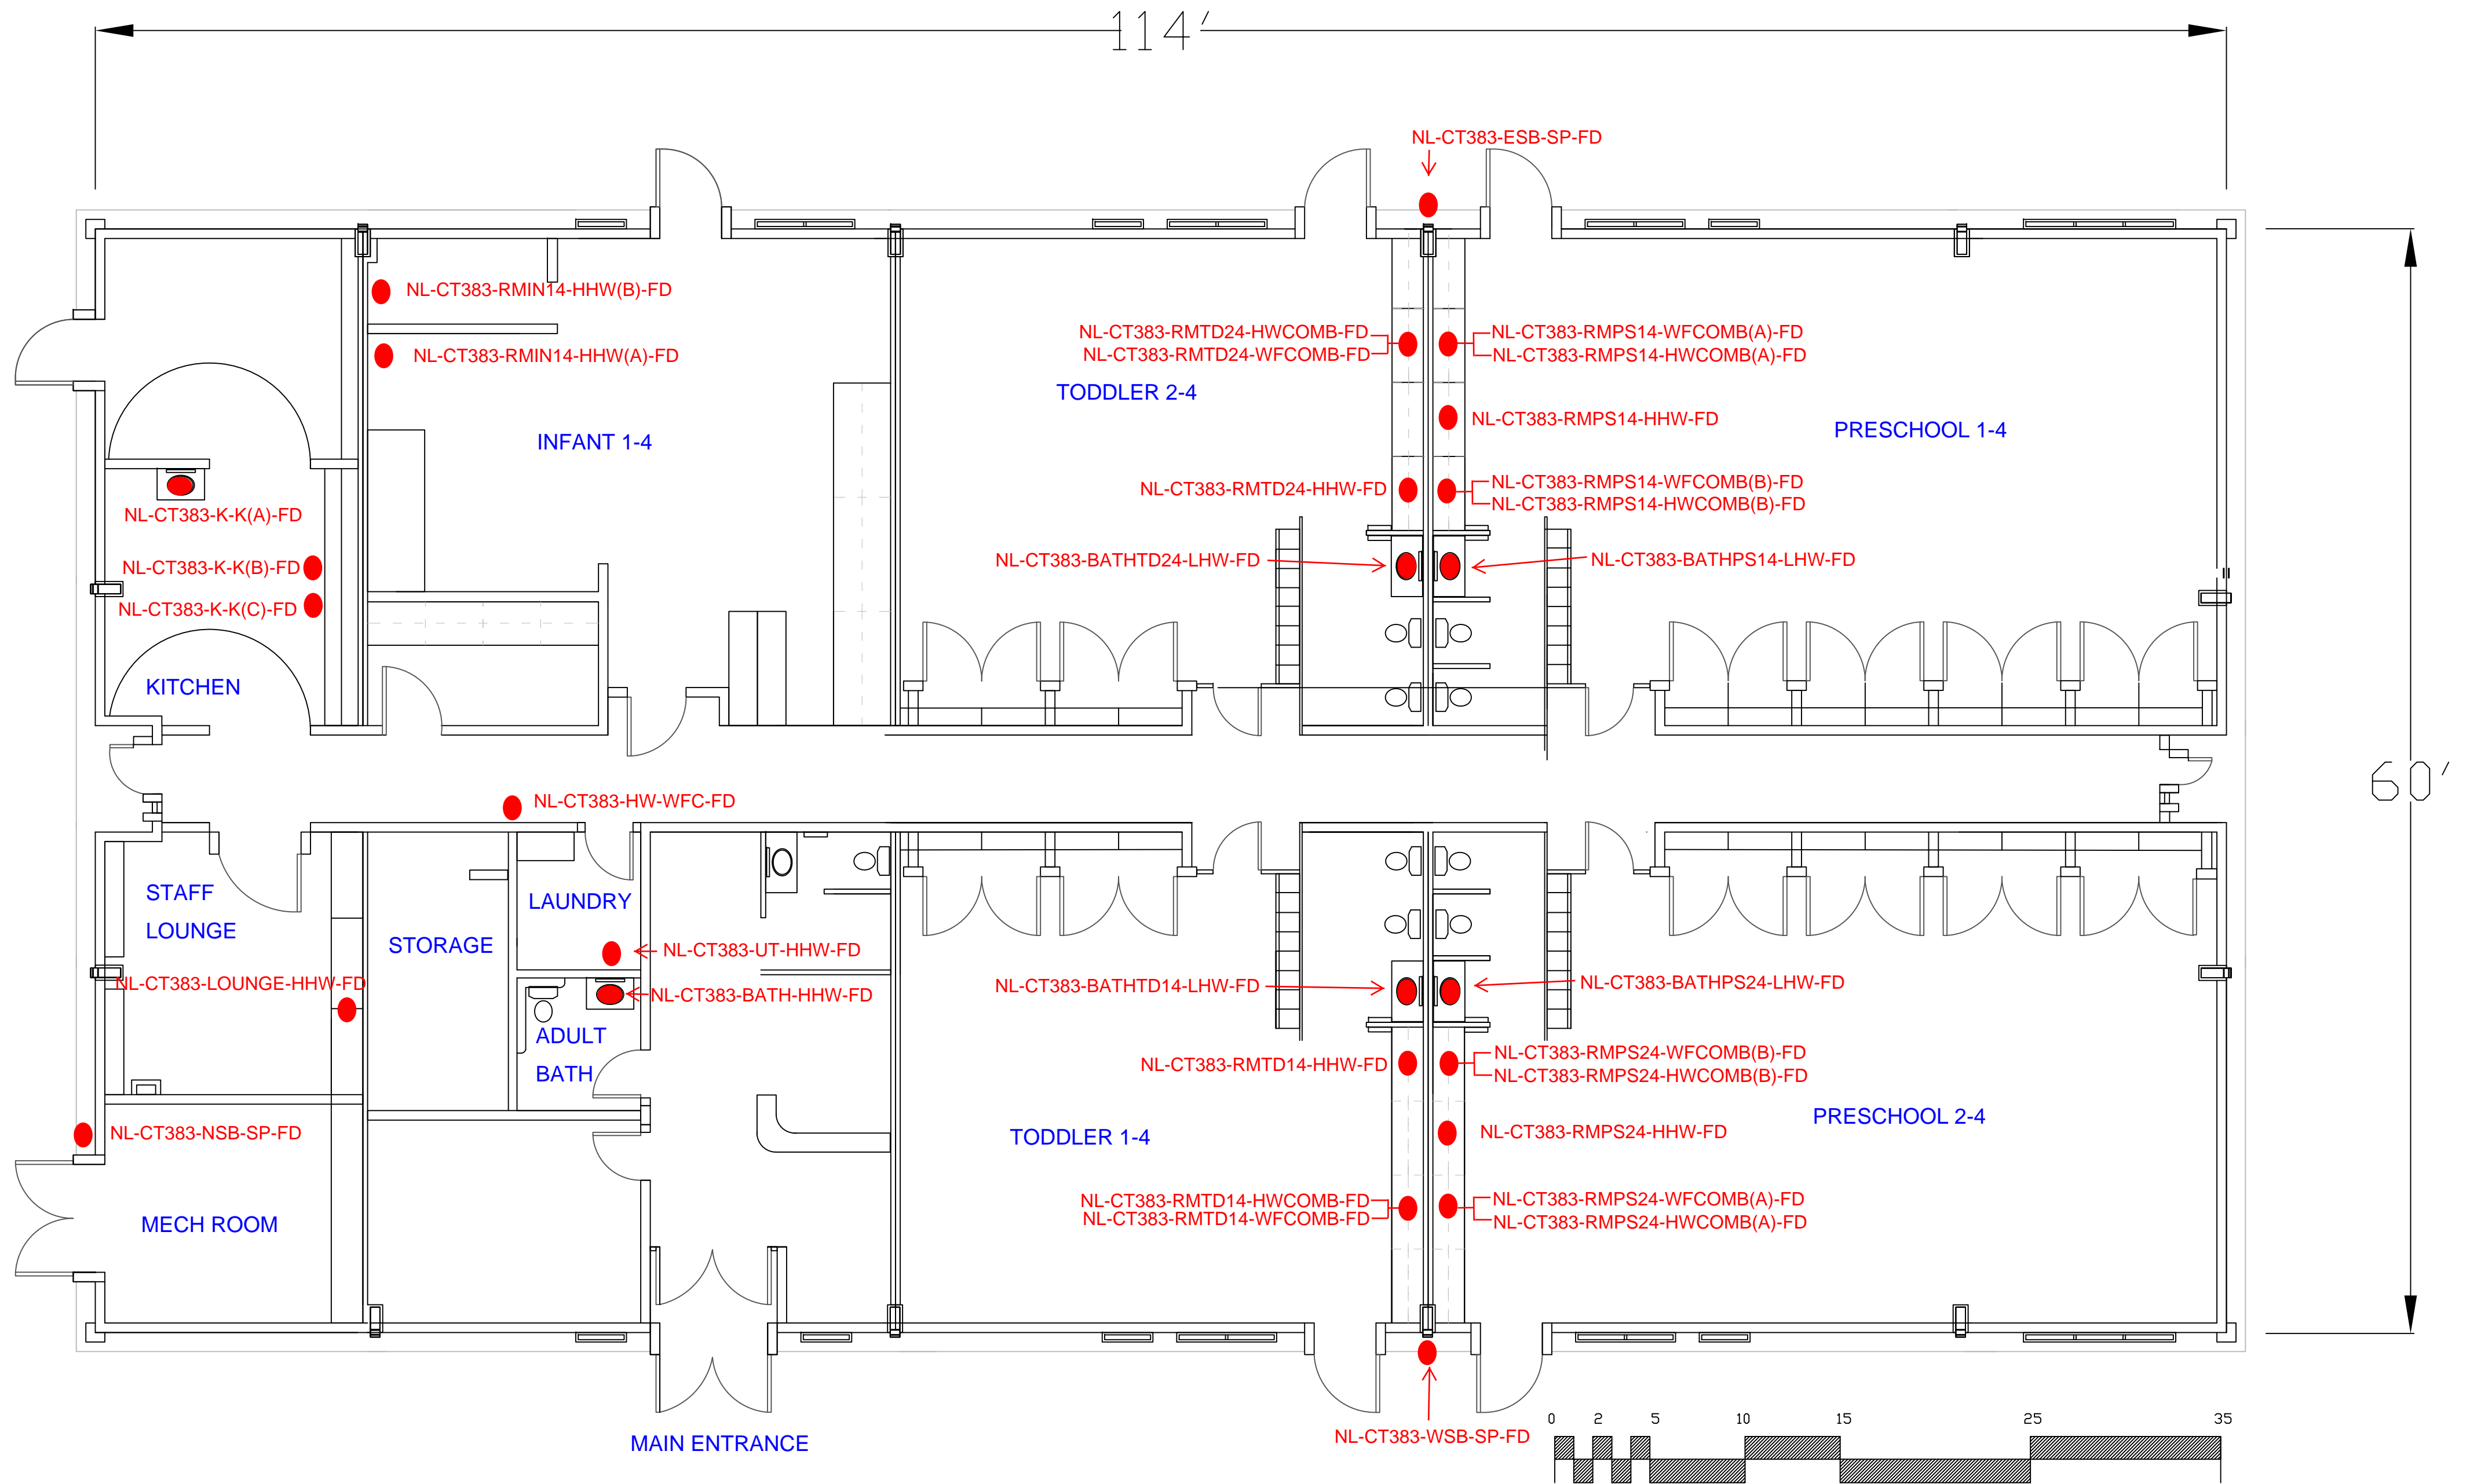 114'
NL-CT383-ESB-SP-FD
NL-CT383-RMIN14-HHW(B)-FD
NL-CT383-RMIN14-HHW(A)-FD
NL-CT383-RMTD24-HWCOMB-FD
NL-CT383-RMTD24-WFCOMB-FD
NL-CT383-RMPS14-WFCOMB(A)-FD
NL-CT383-RMPS14-HWCOMB(A)-FD
TODDLER 2-4
NL-CT383-RMPS14-HHW-FD
PRESCHOOL 1-4
INFANT 1-4
NL-CT383-RMTD24-HHW-FD
NL-CT383-RMPS14-WFCOMB(B)-FD
NL-CT383-RMPS14-HWCOMB(B)-FD
NL-CT383-K-K(A)-FD
NL-CT383-K-K(B)-FD
NL-CT383-K-K(C)-FD
NL-CT383-BATHTD24-LHW-FD
NL-CT383-BATHPS14-LHW-FD
KITCHEN
60'
NL-CT383-HW-WFC-FD
STAFF
LOUNGE
LAUNDRY
STORAGE
NL-CT383-UT-HHW-FD
NL-CT383-LOUNGE-HHW-FD
NL-CT383-BATH-HHW-FD
NL-CT383-BATHTD14-LHW-FD
NL-CT383-BATHPS24-LHW-FD
ADULT
BATH
NL-CT383-RMTD14-HHW-FD
NL-CT383-RMPS24-WFCOMB(B)-FD
NL-CT383-RMPS24-HWCOMB(B)-FD
NL-CT383-NSB-SP-FD
TODDLER 1-4
NL-CT383-RMPS24-HHW-FD
PRESCHOOL 2-4
MECH ROOM
NL-CT383-RMTD14-HWCOMB-FD
NL-CT383-RMTD14-WFCOMB-FD
NL-CT383-RMPS24-WFCOMB(A)-FD
NL-CT383-RMPS24-HWCOMB(A)-FD
MAIN ENTRANCE
NL-CT383-WSB-SP-FD
0 2 5 10 15 25 35